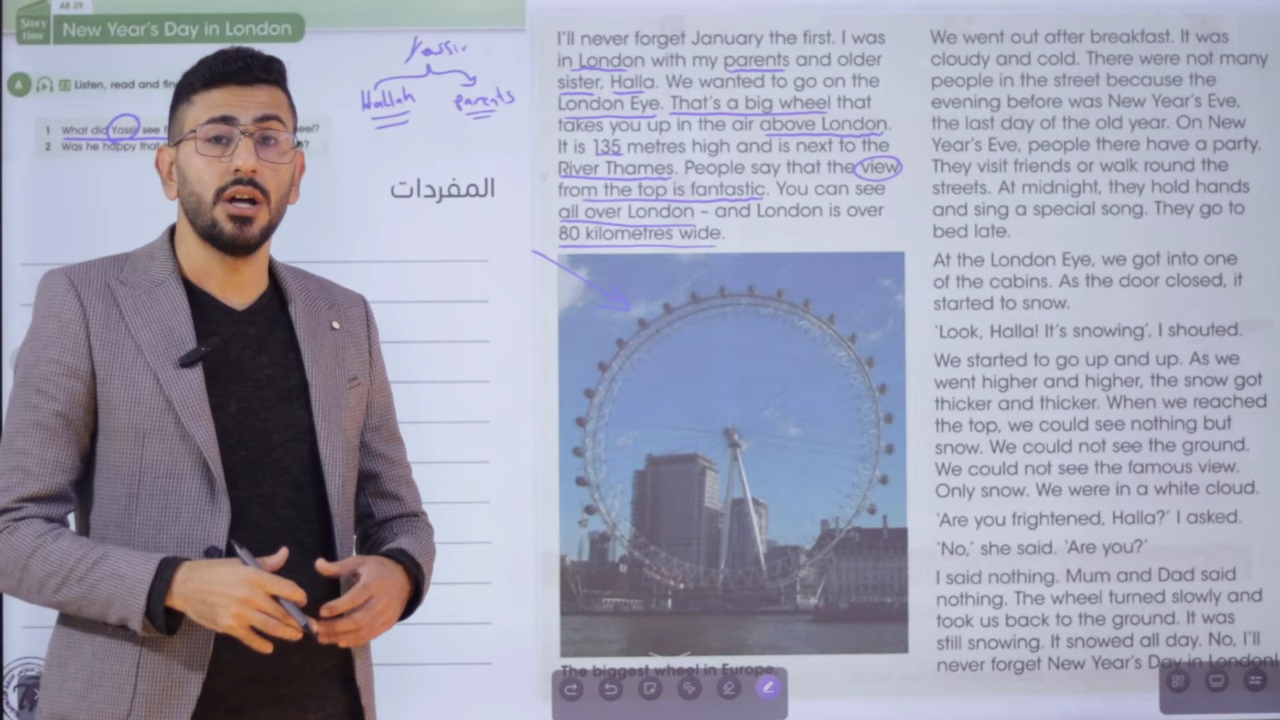 AB 29
Story time
New Year's Day in London
A
23 Listen, read and fin
1 What did Yassi see
eel?
2 Was he happy that
?
Yassir
Hallah
parents
المفردات
I'll never forget January the first. I was
in London with my parents and older
sister, Halla. We wanted to go on the
London Eye. That's a big wheel that
takes you up in the air above London.
It is 135 metres high and is next to the
River Thames. People say that the view
from the top is fantastic. You can see
all over London – and London is over
80 kilometres wide.
The biggest wheel in Europe.
We went out after breakfast. It was
cloudy and cold. There were not many
people in the street because the
evening before was New Year's Eve,
the last day of the old year. On New
Year's Eve, people there have a party.
They visit friends or walk round the
streets. At midnight, they hold hands
and sing a special song. They go to
bed late.
At the London Eye, we got into one
of the cabins. As the door closed, it
started to snow.
'Look, Halla! It's snowing', I shouted.
We started to go up and up. As we
went higher and higher, the snow got
thicker and thicker. When we reached
the top, we could see nothing but
snow. We could not see the ground.
We could not see the famous view.
Only snow. We were in a white cloud.
'Are you frightened, Halla?' I asked.
'No,' she said. 'Are you?'
I said nothing. Mum and Dad said
nothing. The wheel turned slowly and
took us back to the ground. It was
still snowing. It snowed all day. No, I'll
never forget New Year's Day in London!